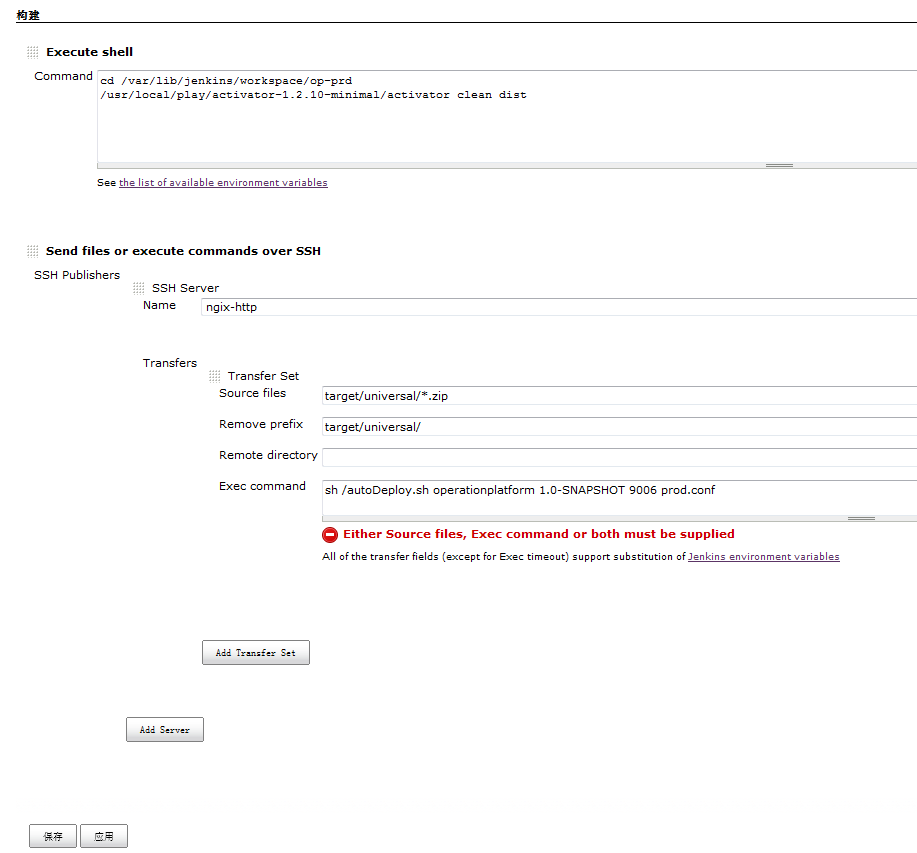 构建
Execute shell
Command
cd /var/lib/jenkins/workspace/op-prd
/usr/local/play/activator-1.2.10-minimal/activator clean dist
See the list of available environment variables
Send files or execute commands over SSH
SSH Publishers
SSH Server
Name
ngix-http
Transfers
Transfer Set
Source files
target/universal/*.zip
Remove prefix
target/universal/
Remote directory
Exec command
sh /autoDeploy.sh operationplatform 1.0-SNAPSHOT 9006 prod.conf
Either Source files, Exec command or both must be supplied
All of the transfer fields (except for Exec timeout) support substitution of Jenkins environment variables
Add Transfer Set
Add Server
保存
应用